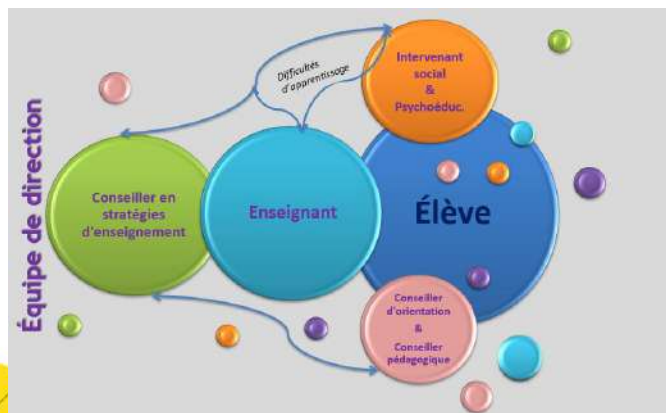 Équipe de direction
Difficultés
d'apprentissage
Intervenant
social
&
Psychoéduc.
Conseiller en
stratégies
d'enseignement
Enseignant
Élève
Conseiller
d'orientation
&
Conseiller
pédagogique